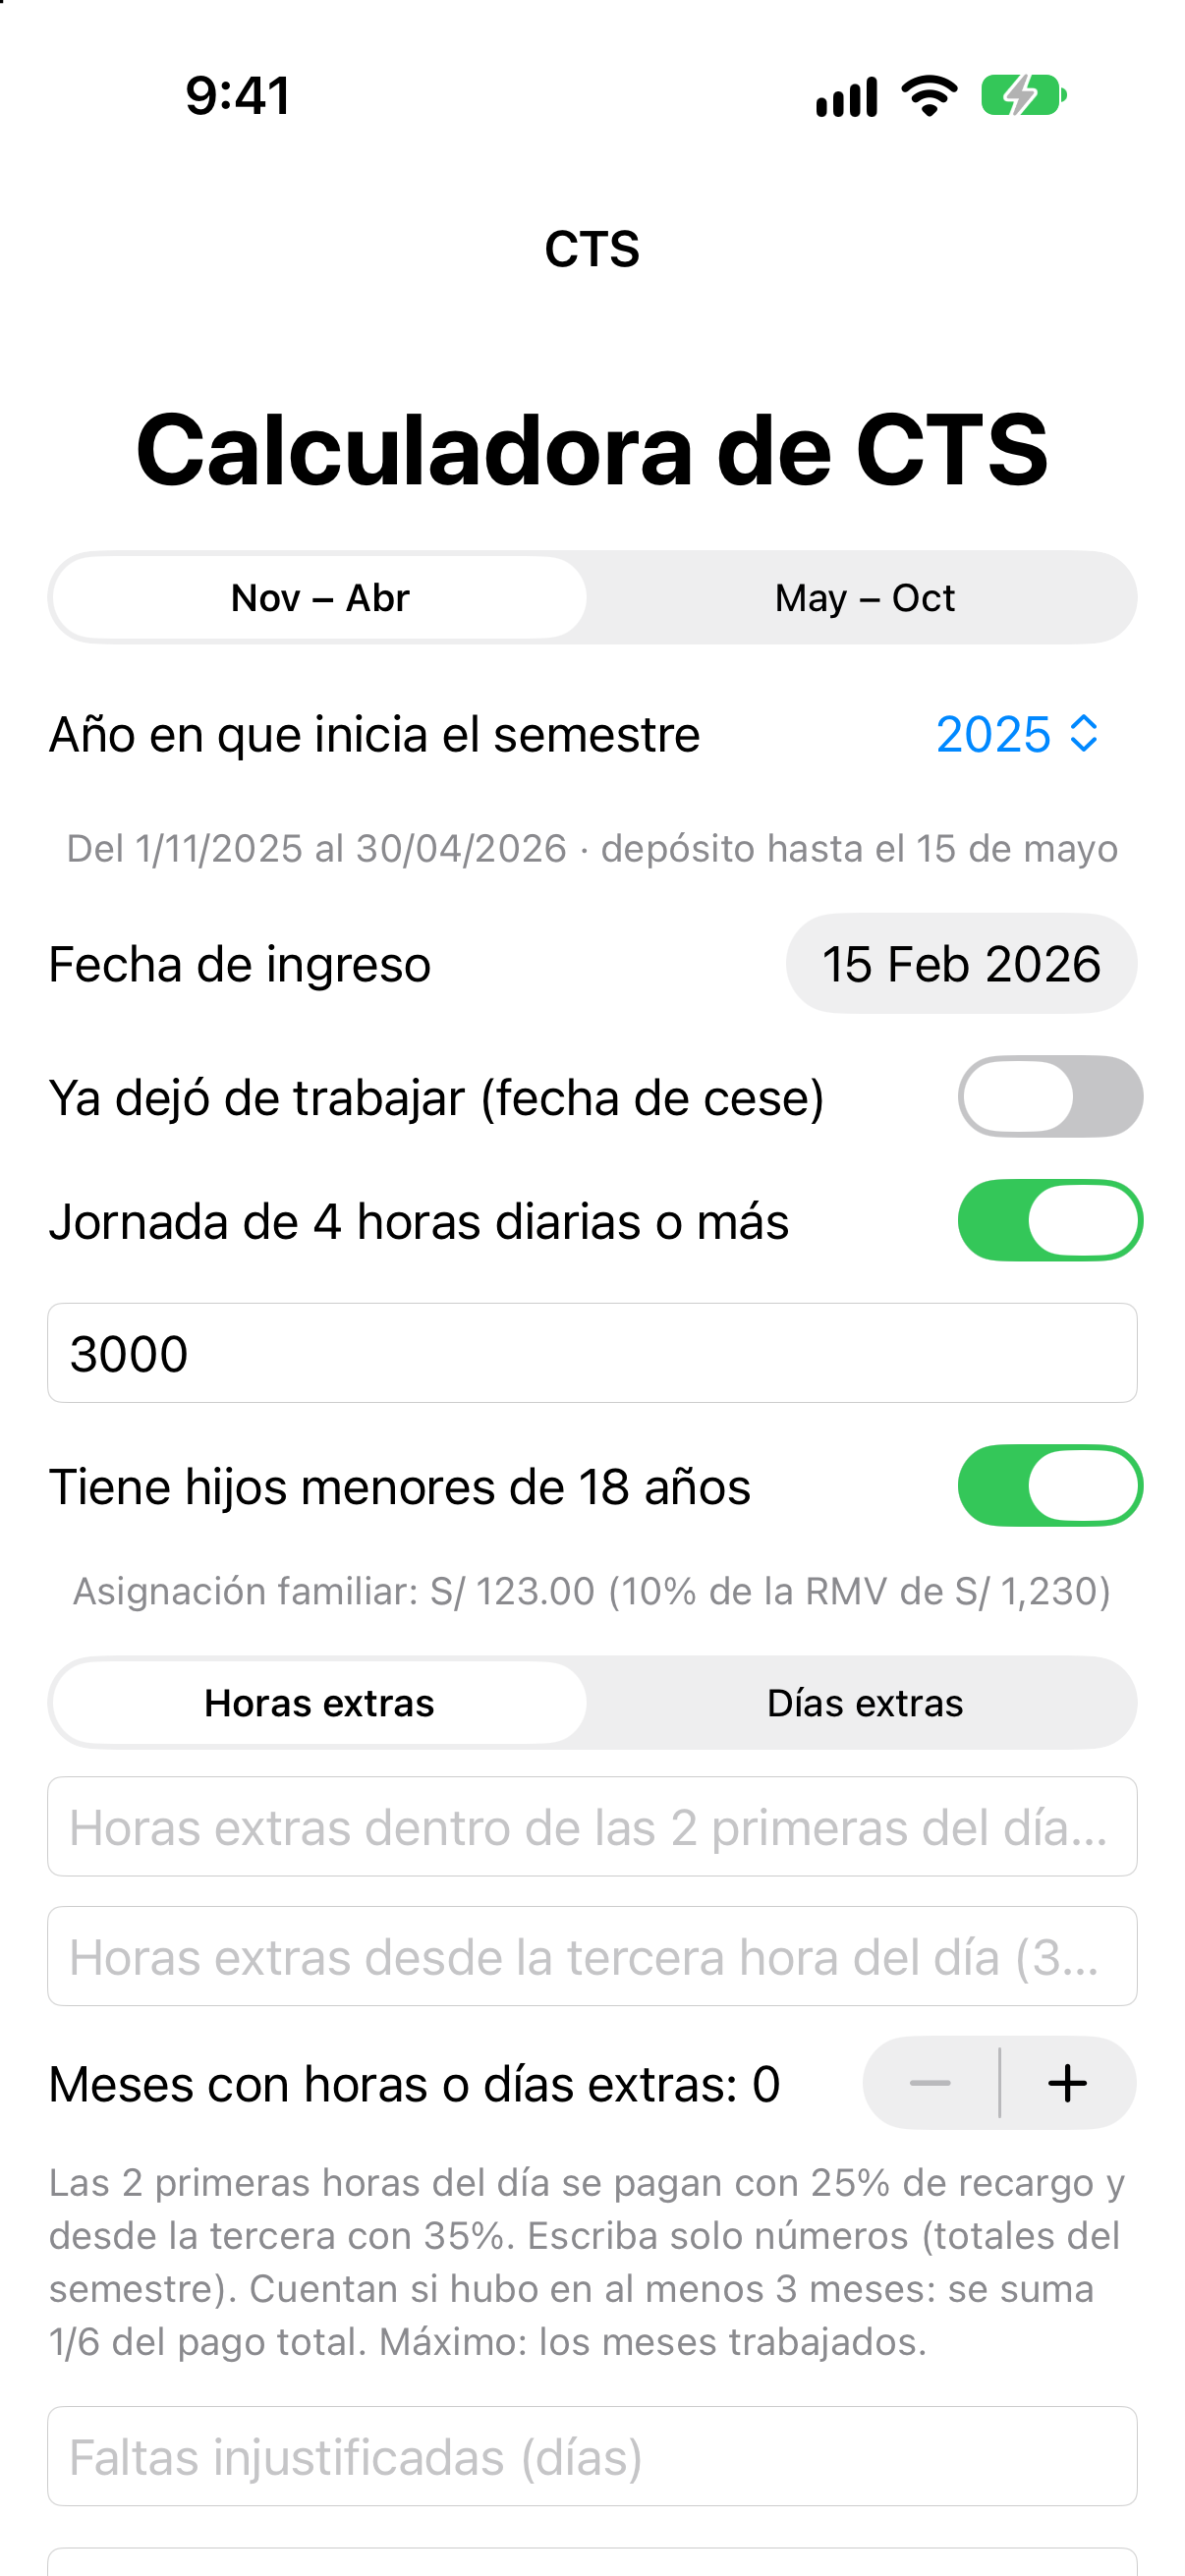 9:41
CTS
Calculadora de CTS
Nov – Abr
May – Oct
Año en que inicia el semestre
2025
Del 1/11/2025 al 30/04/2026 · depósito hasta el 15 de mayo
Fecha de ingreso
15 Feb 2026
Ya dejó de trabajar (fecha de cese)
Jornada de 4 horas diarias o más
3000
Tiene hijos menores de 18 años
Asignación familiar: S/ 123.00 (10% de la RMV de S/ 1,230)
Horas extras
Días extras
Horas extras dentro de las 2 primeras del día...
Horas extras desde la tercera hora del día (3...
Meses con horas o días extras: 0
Las 2 primeras horas del día se pagan con 25% de recargo y
desde la tercera con 35%. Escriba solo números (totales del
semestre). Cuentan si hubo en al menos 3 meses: se suma
1/6 del pago total. Máximo: los meses trabajados.
Faltas injustificadas (días)